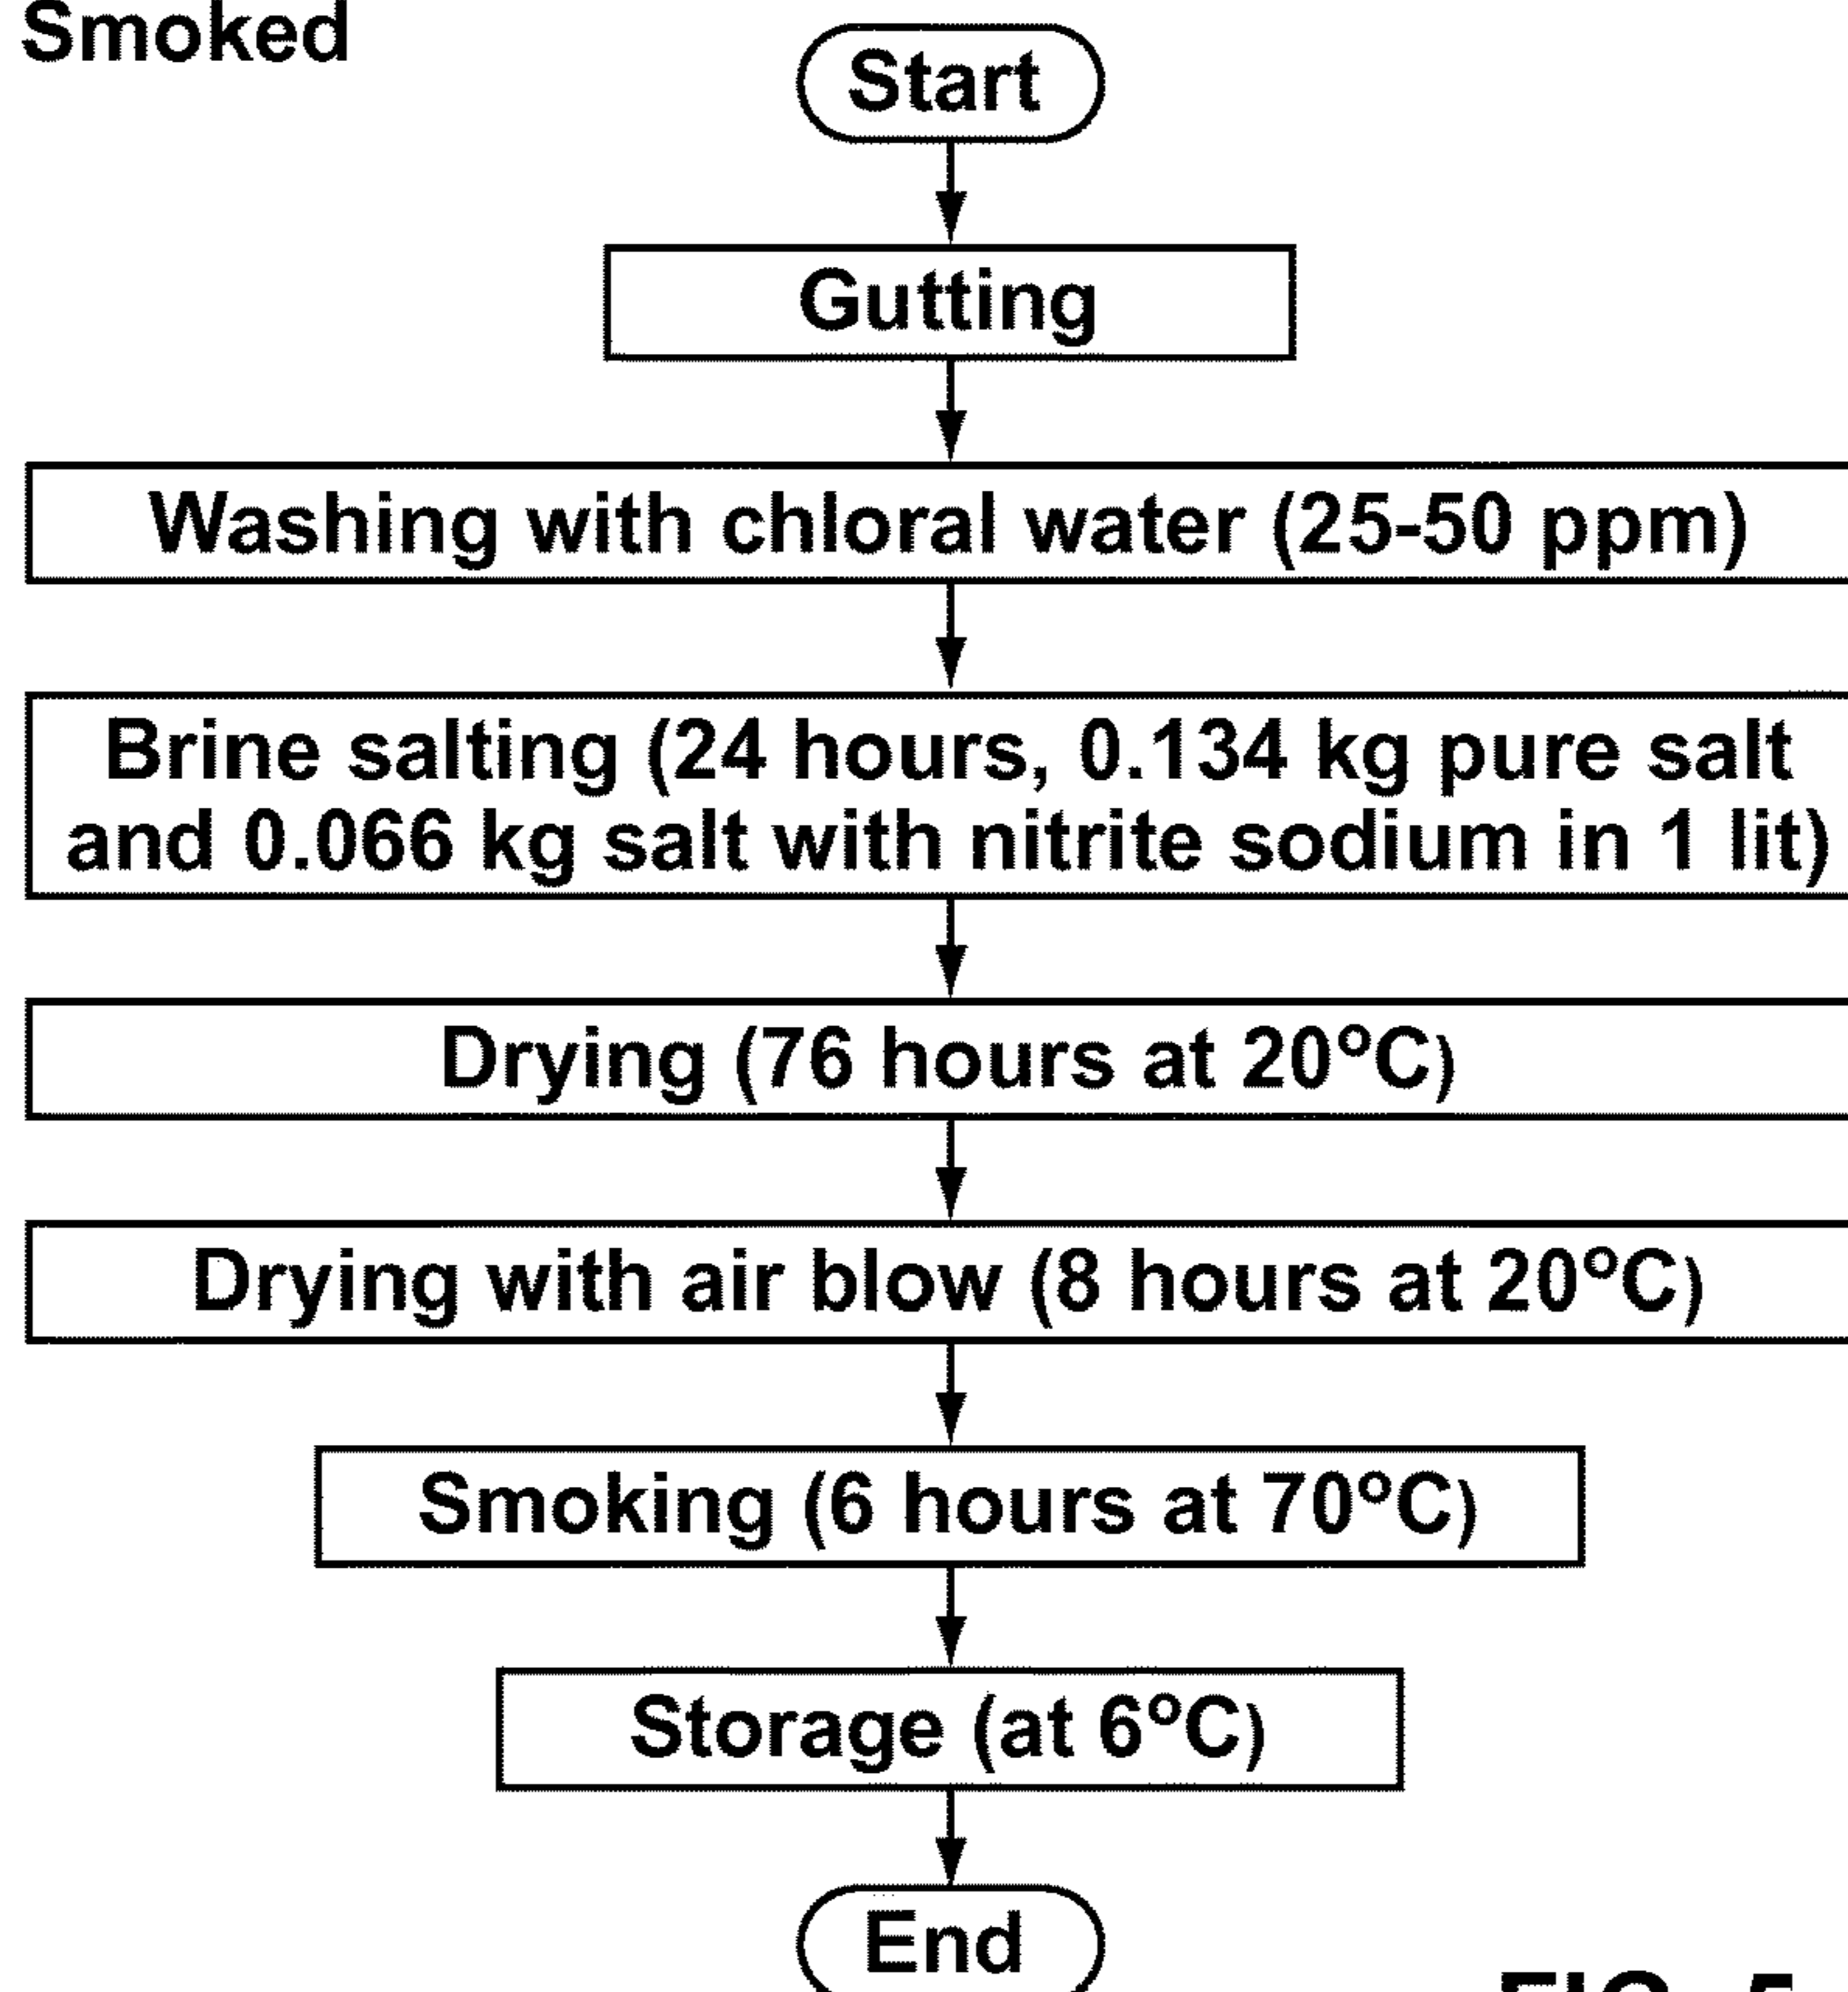 Smoked
Start
Gutting
Washing with chloral water (25-50 ppm)
Brine salting (24 hours, 0.134 kg pure salt
and 0.066 kg salt with nitrite sodium in 1 lit)
Drying (76 hours at 20°C)
Drying with air blow (8 hours at 20°C)
Smoking (6 hours at 70°C)
Storage (at 6°C)
End
FIG. 5